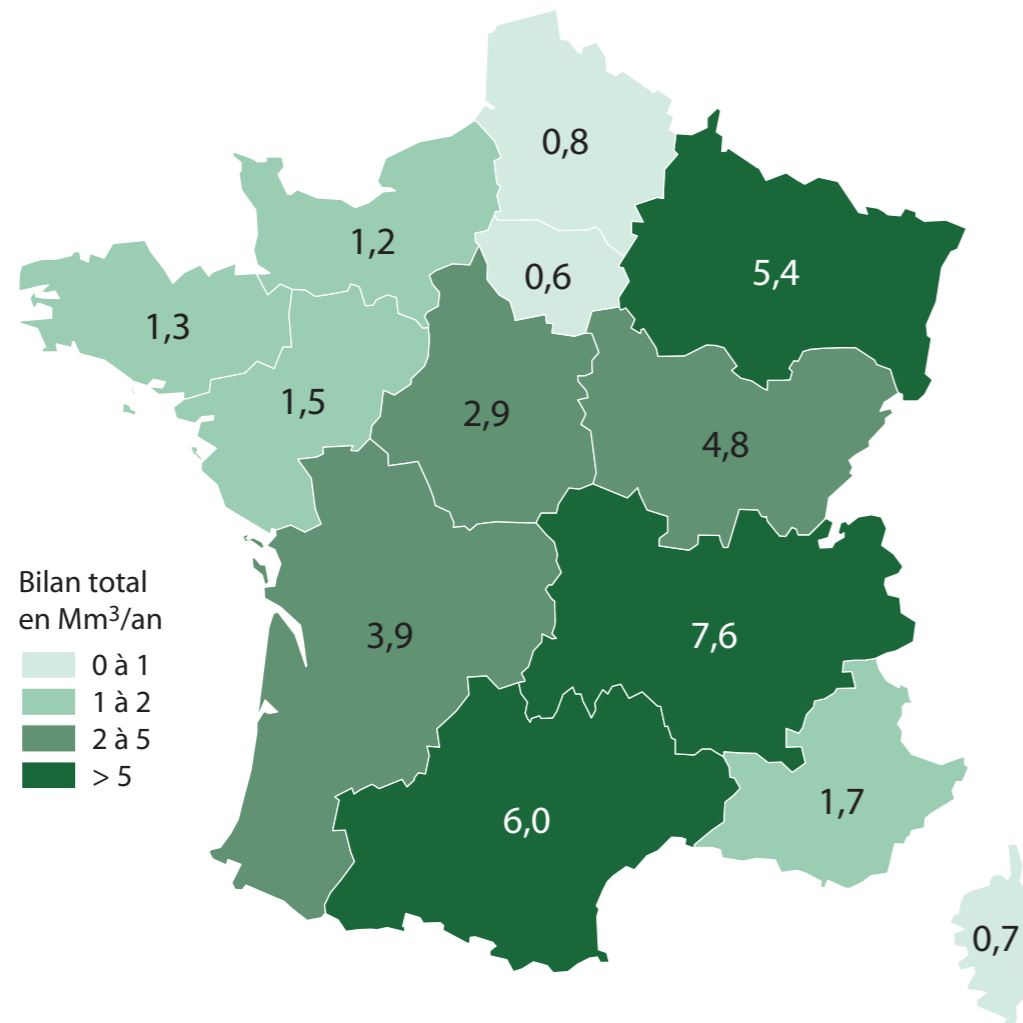 0,8
1,2
0,6
5,4
1,3
1,5
2,9
4,8
Bilan total
en Mm³/an
0 à 1
1 à 2
2 à 5
> 5
3,9
7,6
6,0
1,7
0,7